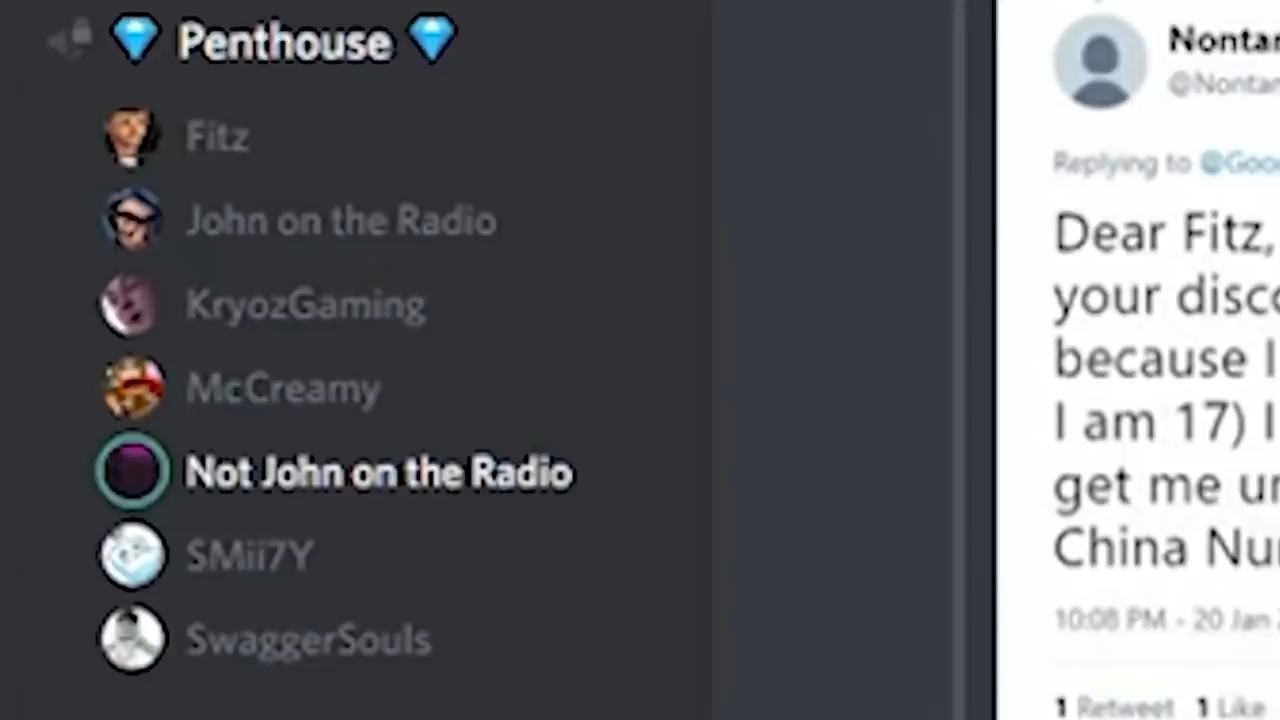 Penthouse
Fitz
John on the Radio
KryozGaming
McCreamy
Not John on the Radio
SMii7Y
SwaggerSouls
Replying to
Dear Fitz,
your
because I
I am 17) I
get me
China
10:08 PM - 20 Jan
1 Retweet 1 Like